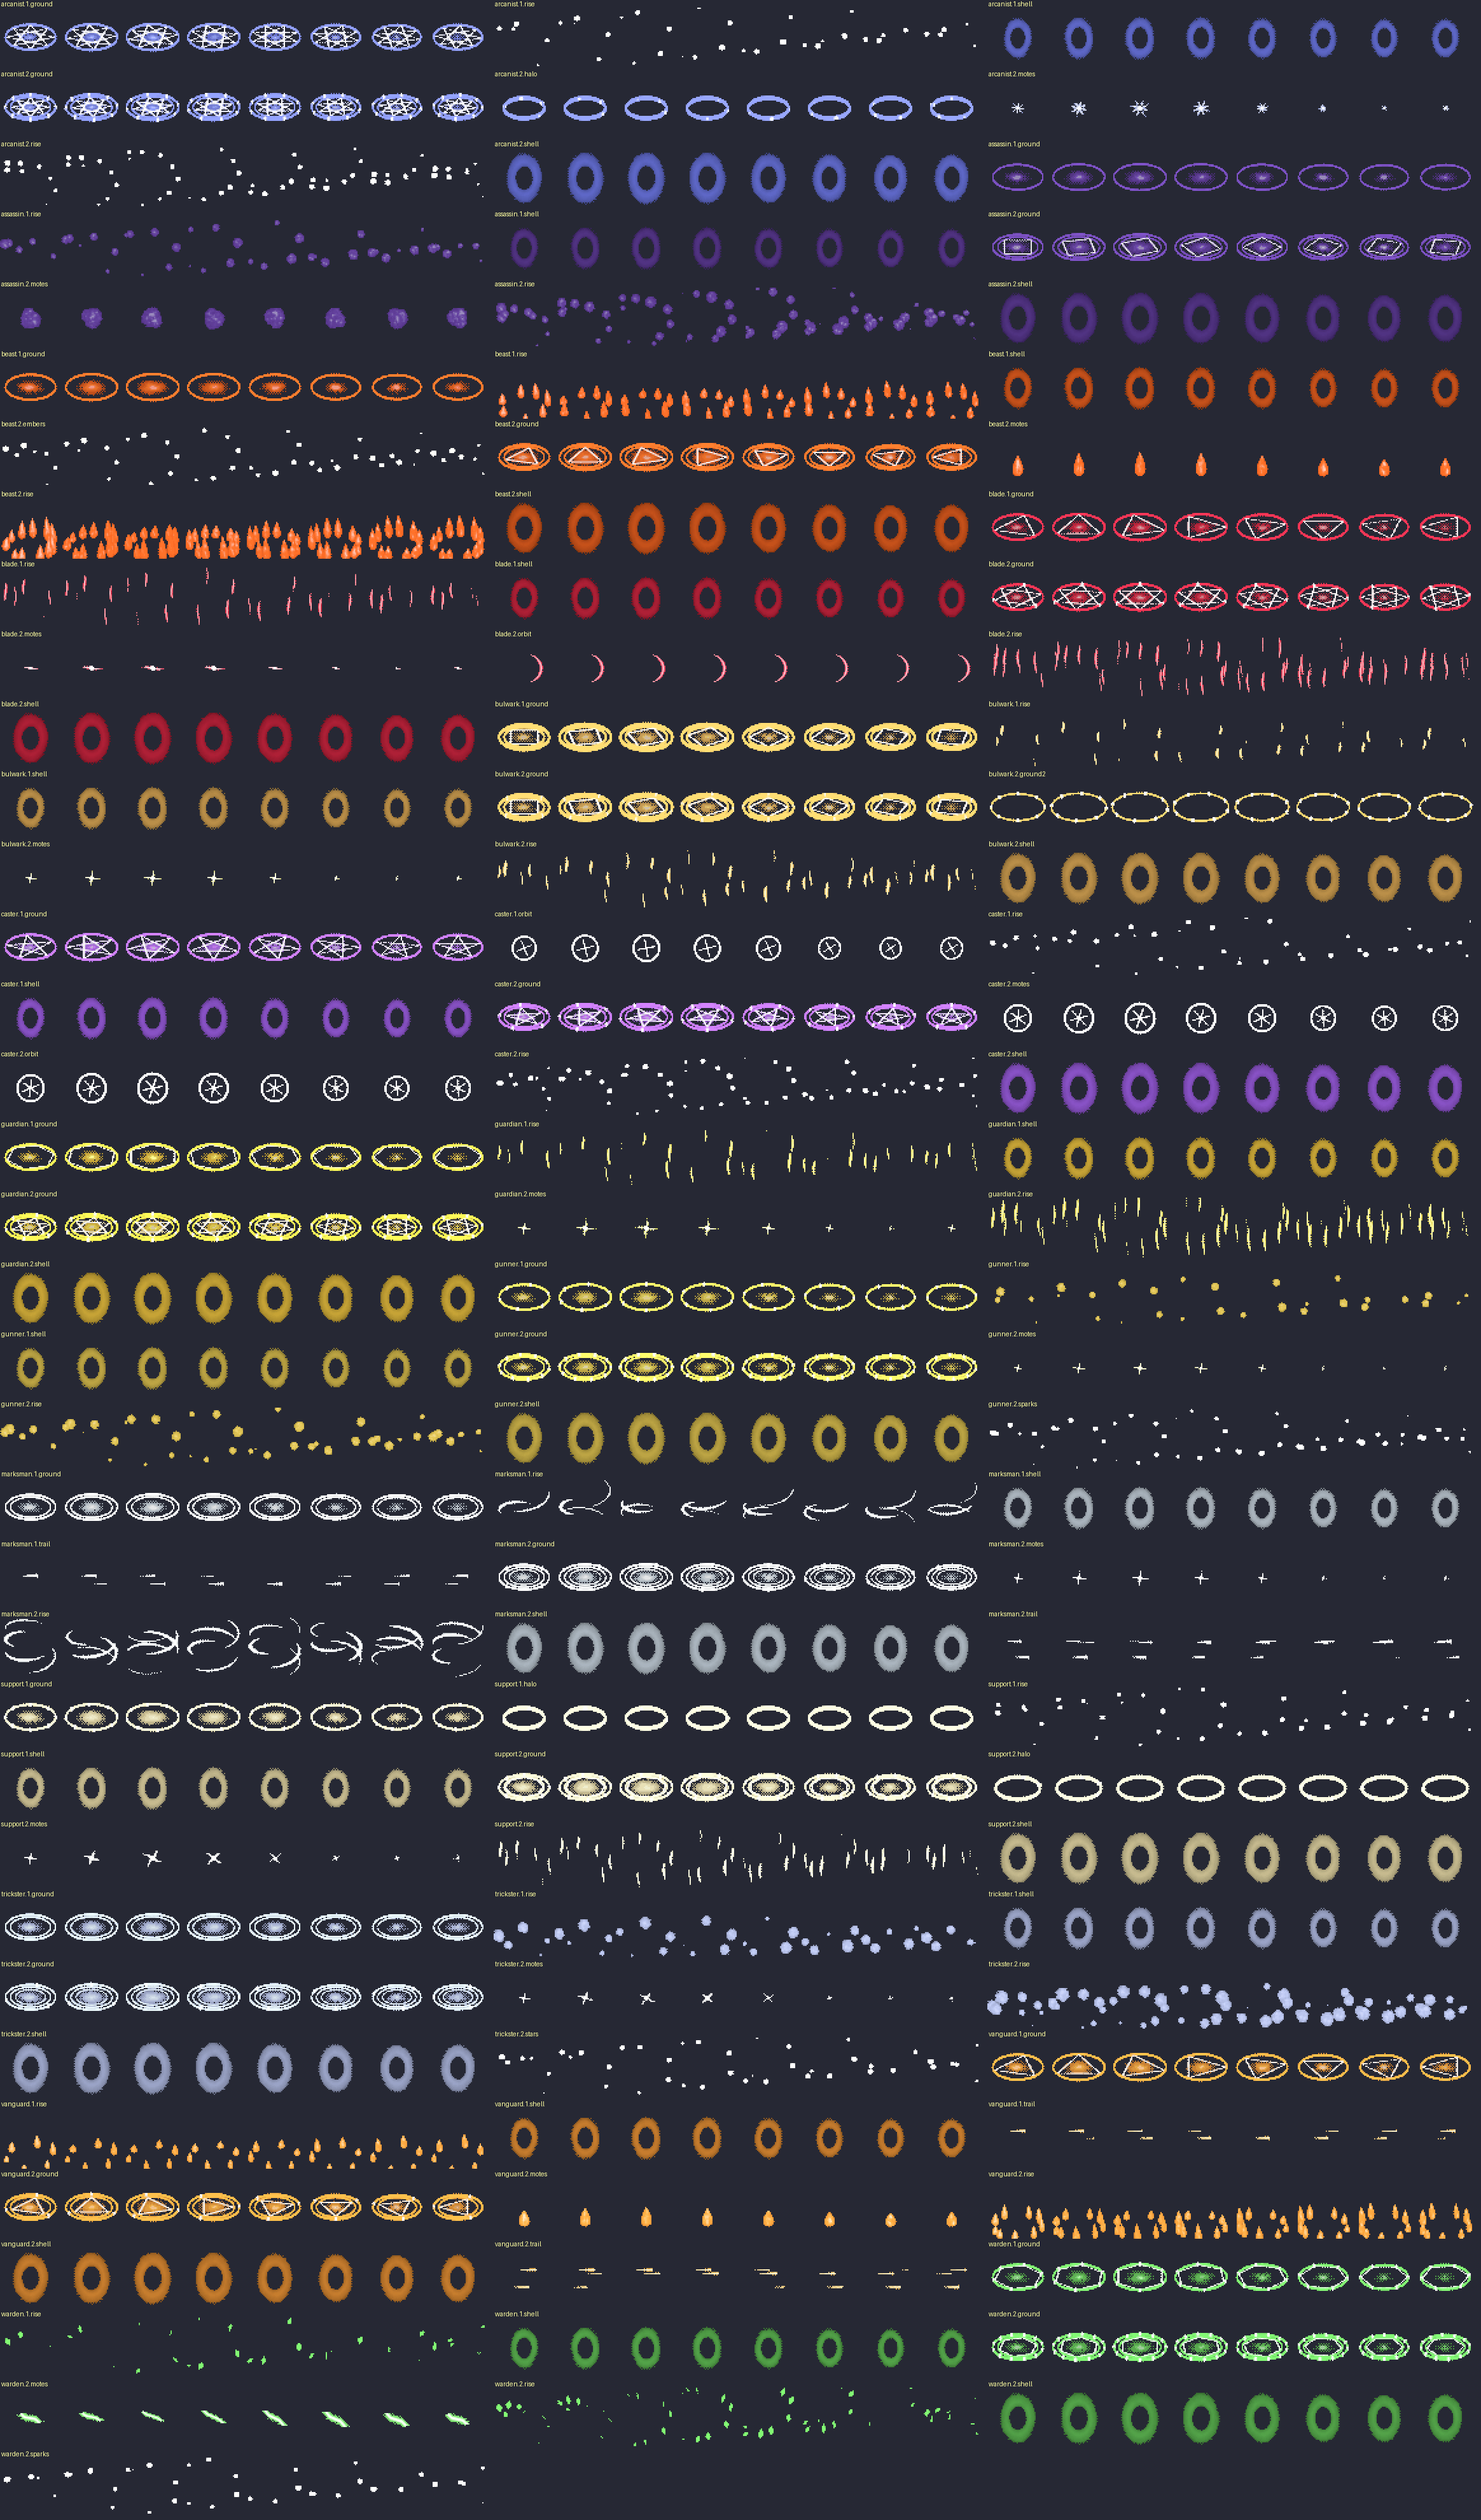 arcanist.1.ground
arcanist.1.rise
arcanist.1.shell
arcanist.2.ground
arcanist.2.halo
arcanist.2.motes
arcanist.2.rise
arcanist.2.shell
assassin.1.ground
assassin.1.rise
assassin.1.shell
assassin.2.ground
assassin.2.motes
assassin.2.rise
assassin.2.shell
beast.1.ground
beast.1.rise
beast.1.shell
beast.2.embers
beast.2.ground
beast.2.motes
beast.2.rise
beast.2.shell
blade.1.ground
blade.1.rise
blade.1.shell
blade.2.ground
blade.2.motes
blade.2.orbit
blade.2.rise
blade.2.shell
bulwark.1.ground
bulwark.1.rise
bulwark.1.shell
bulwark.2.ground
bulwark.2.ground2
bulwark.2.motes
bulwark.2.rise
bulwark.2.shell
caster.1.ground
caster.1.orbit
caster.1.rise
caster.1.shell
caster.2.ground
caster.2.motes
caster.2.orbit
caster.2.rise
caster.2.shell
guardian.1.ground
guardian.1.rise
guardian.1.shell
guardian.2.ground
guardian.2.motes
guardian.2.rise
guardian.2.shell
gunner.1.ground
gunner.1.rise
gunner.1.shell
gunner.2.ground
gunner.2.motes
gunner.2.rise
gunner.2.shell
gunner.2.sparks
marksman.1.ground
marksman.1.rise
marksman.1.shell
marksman.1.trail
marksman.2.ground
marksman.2.motes
marksman.2.rise
marksman.2.shell
marksman.2.trail
support.1.ground
support.1.halo
support.1.rise
support.1.shell
support.2.ground
support.2.halo
support.2.motes
support.2.rise
support.2.shell
trickster.1.ground
trickster.1.rise
trickster.1.shell
trickster.2.ground
trickster.2.motes
trickster.2.rise
trickster.2.shell
trickster.2.stars
vanguard.1.ground
vanguard.1.rise
vanguard.1.shell
vanguard.1.trail
vanguard.2.ground
vanguard.2.motes
vanguard.2.rise
vanguard.2.shell
vanguard.2.trail
warden.1.ground
warden.1.rise
warden.1.shell
warden.2.ground
warden.2.motes
warden.2.rise
warden.2.shell
warden.2.sparks